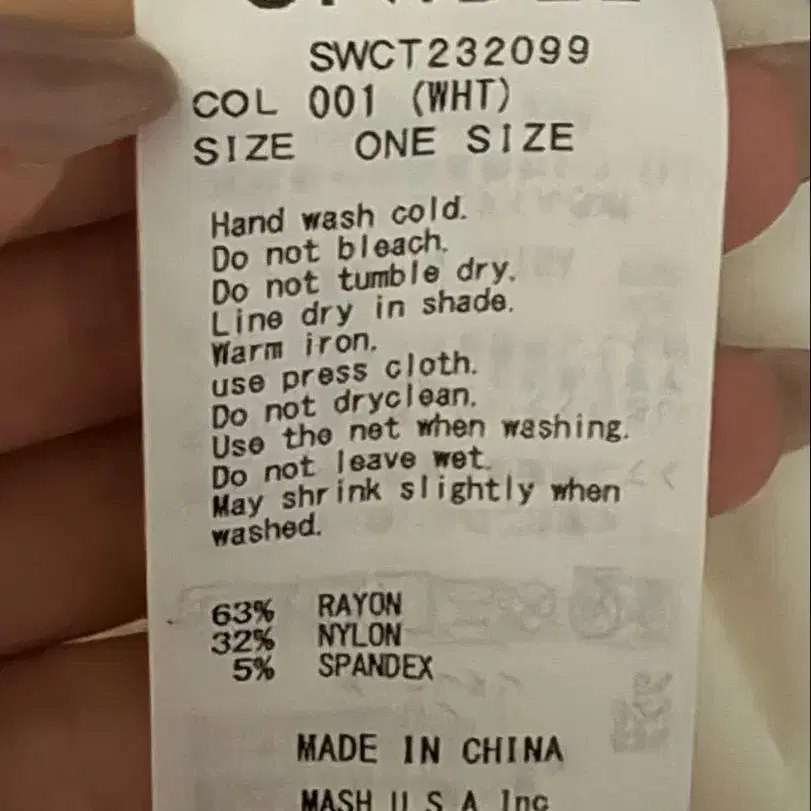 SWCT232099
COL 001 (WHT)
SIZE ONE SIZE
Hand wash cold.
Do not bleach.
Do not tumble dry.
Line dry in shade.
Warm iron.
use press cloth.
Do not dryclean.
Use the net when washing.
Do not leave wet.
May shrink slightly when
washed.
63% RAYON
32% NYLON
5% SPANDEX
MADE IN CHINA
MASH U S A Inc